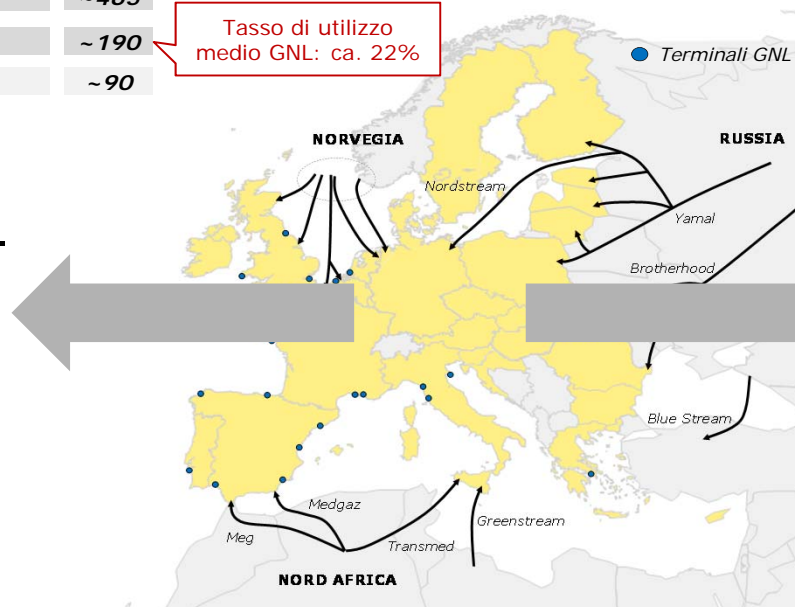 ~190
~90
Tasso di utilizzo
medio GNL: ca. 22%
Terminali GNL
NORVEGIA
RUSSIA
Nordstream
Yamal
Brotherhood
Blue Stream
Medgaz
Greenstream
Meg
Transmed
NORD AFRICA